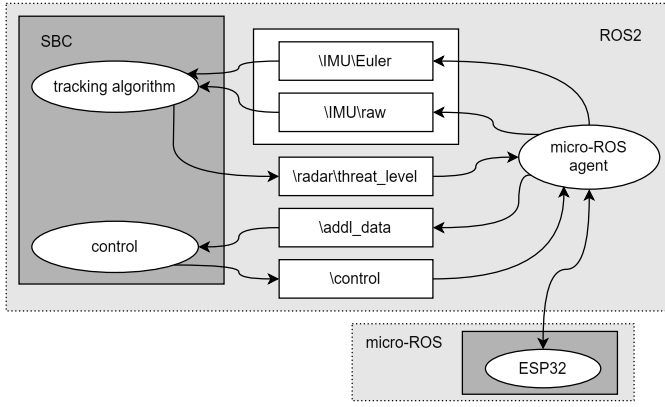 SBC
ROS2
\IMU\Euler
tracking algorithm
\IMU\raw
micro-ROS
agent
\radar\threat_level
\addl_data
control
\control
micro-ROS
ESP32